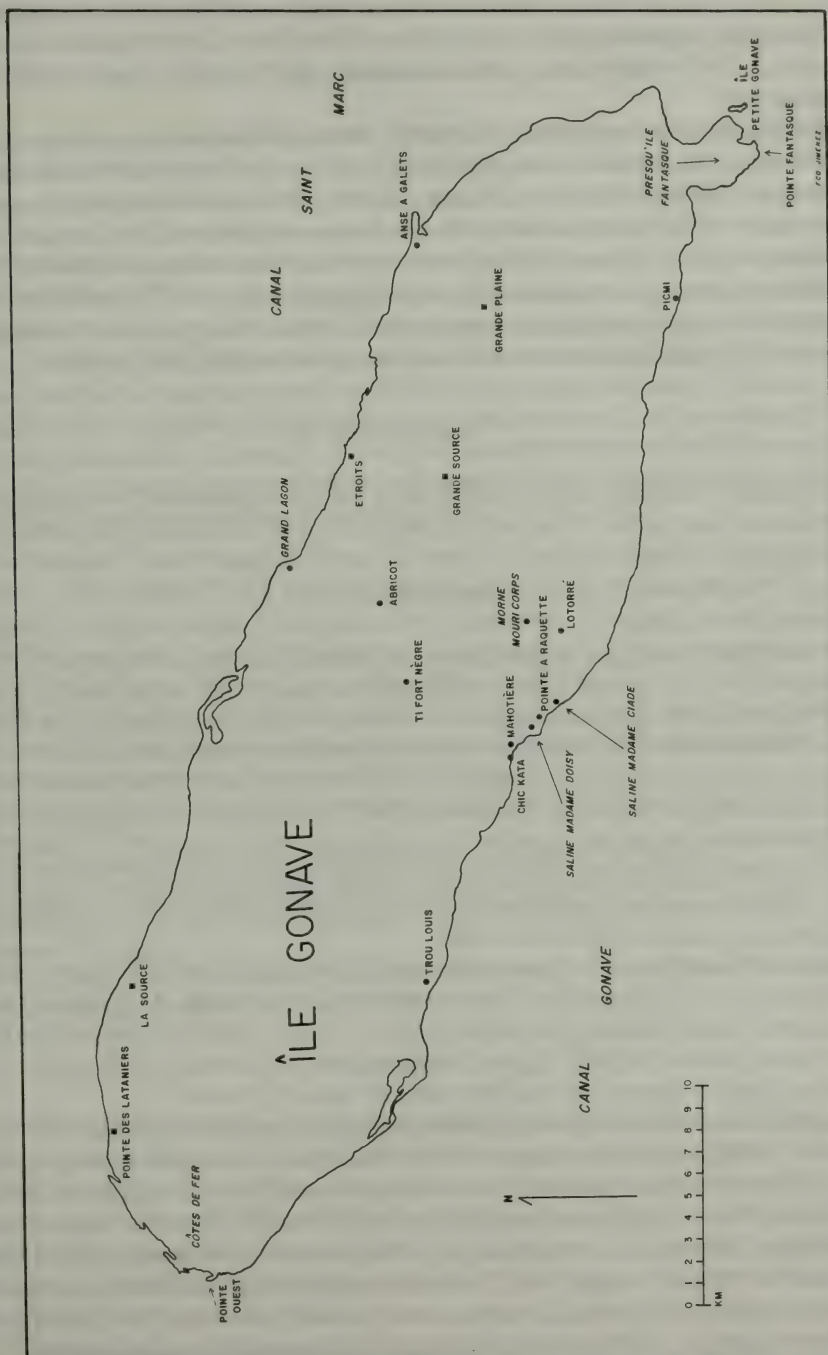 CANAL
SAINT
MARC
POINTE DES LATANIERS
LA SOURCE
CÔTES DE FER
POINTE
OUEST
ÎLE GONAVE
GRAND LAGON
ETROITS
ANSE A GALETS
ABRICOT
TI FORT NÈGRE
GRANDE SOURCE
GRANDE PLAINE
TROU LOUIS
CHIC KATA
MAHOTIÈRE
MORNE
MOURI CORPS
POINTE A RAQUETTE
LOTORRÉ
SALINE MADAME DOISY
SALINE MADAME CIADE
PICMI
PRESQU'ILE
FANTASQUE
ÎLE
PETITE GONAVE
POINTE FANTASQUE
CANAL
GONAVE
N
0 1 2 3 4 5 6 7 8 9 10
KM
FCO JIMENEZ